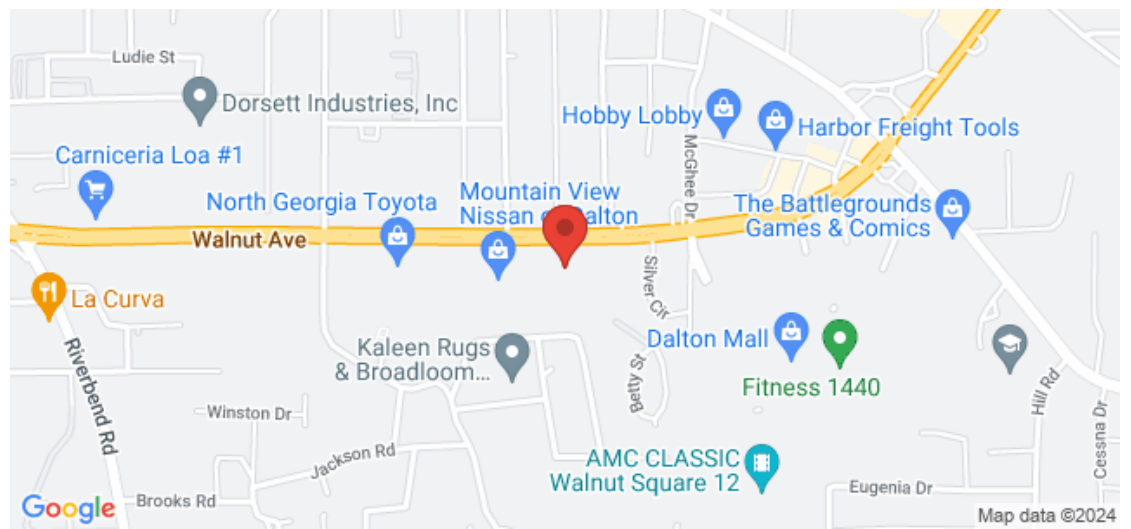 Ludie St
Dorsett Industries, Inc
Hobby Lobby
Harbor Freight Tools
McGhee Dr
Carniceria Loa #1
North Georgia Toyota
Mountain View
Nissan of Dalton
The Battlegrounds
Games & Comics
Walnut Ave
La Curva
Silver Cir
Riverbend Rd
Kaleen Rugs
& Broadloom...
Dalton Mall
Betty St
Fitness 1440
Hill Rd
Cessna Dr
Winston Dr
Jackson Rd
AMC CLASSIC
Walnut Square 12
Brooks Rd
Eugenia Dr
Google
Map data ©2024